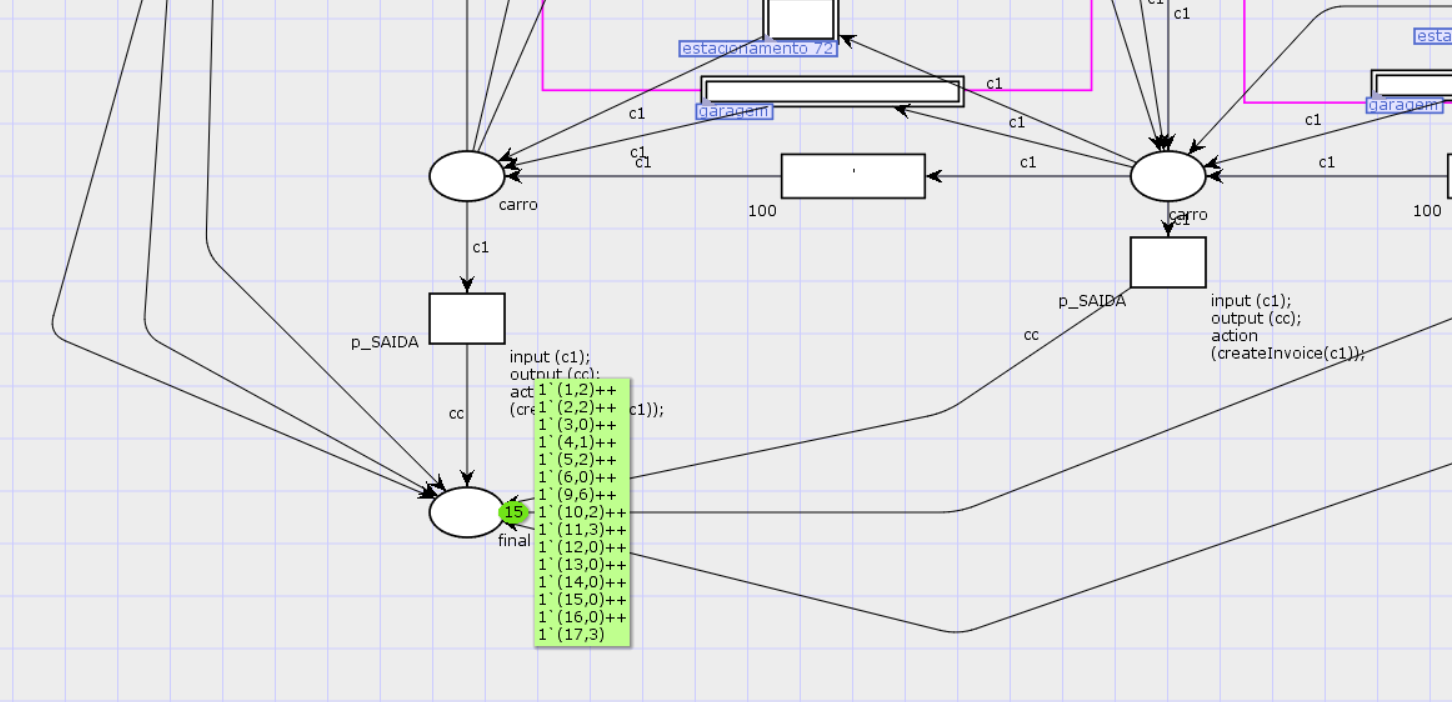 c1
c1
estacionamento 72
esta
c1
garagem
garagem
c1
c1
c1
c1
c1
c1
c1
'
carro
100
carro
c1
100
c1
p_SAIDA
input (c1);
output (cc);
action
(createInvoice(c1));
cc
p_SAIDA
input (c1);
output (cc);
act
(cre
c1));
cc
1`(1,2)++
1`(2,2)++
1`(3,0)++
1`(4,1)++
1`(5,2)++
1`(6,0)++
1`(9,6)++
1`(10,2)++
1`(11,3)++
1`(12,0)++
1`(13,0)++
1`(14,0)++
1`(15,0)++
1`(16,0)++
1`(17,3)
15
final